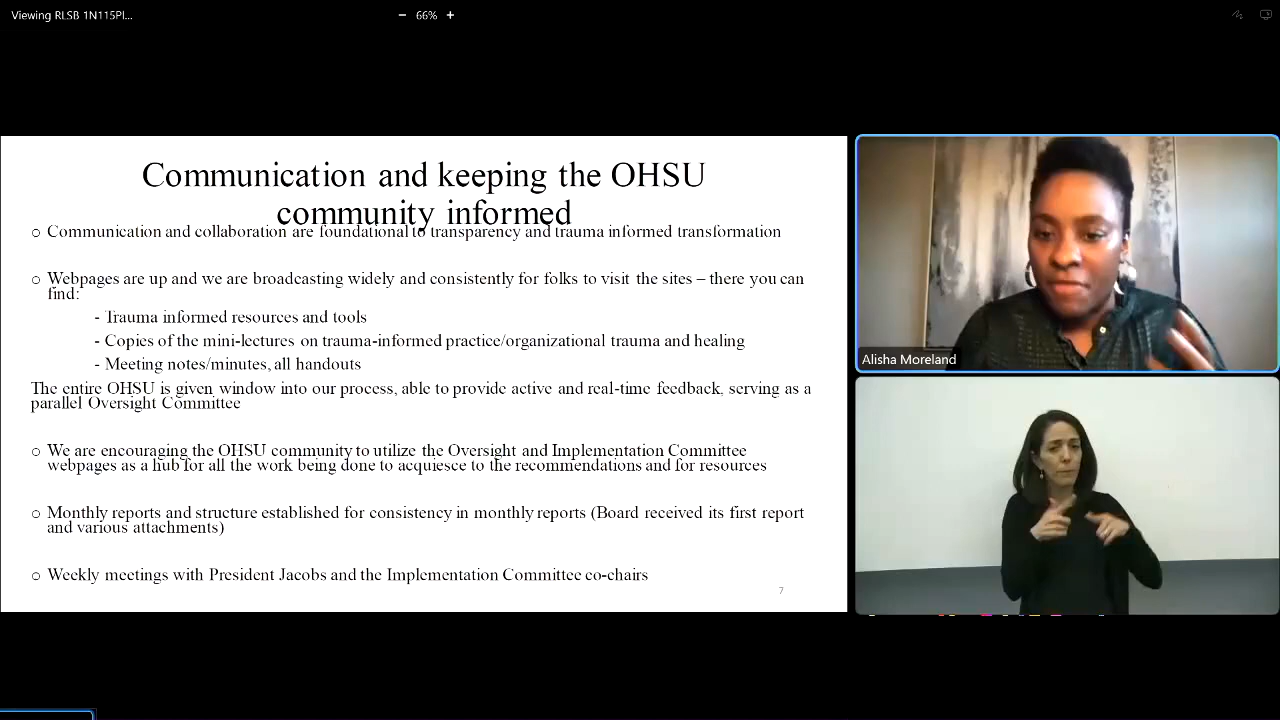 Viewing RLSB 1N115Pl...
− 66% +
Communication and keeping the OHSU
community informed
o Communication and collaboration are foundational to transparency and trauma informed transformation
o Webpages are up and we are broadcasting widely and consistently for folks to visit the sites – there you can
find:
- Trauma informed resources and tools
- Copies of the mini-lectures on trauma-informed practice/organizational trauma and healing
- Meeting notes/minutes, all handouts
The entire OHSU is given window into our process, able to provide active and real-time feedback, serving as a
parallel Oversight Committee
o We are encouraging the OHSU community to utilize the Oversight and Implementation Committee
webpages as a hub for all the work being done to acquiesce to the recommendations and for resources
o Monthly reports and structure established for consistency in monthly reports (Board received its first report
and various attachments)
o Weekly meetings with President Jacobs and the Implementation Committee co-chairs
7
Alisha Moreland